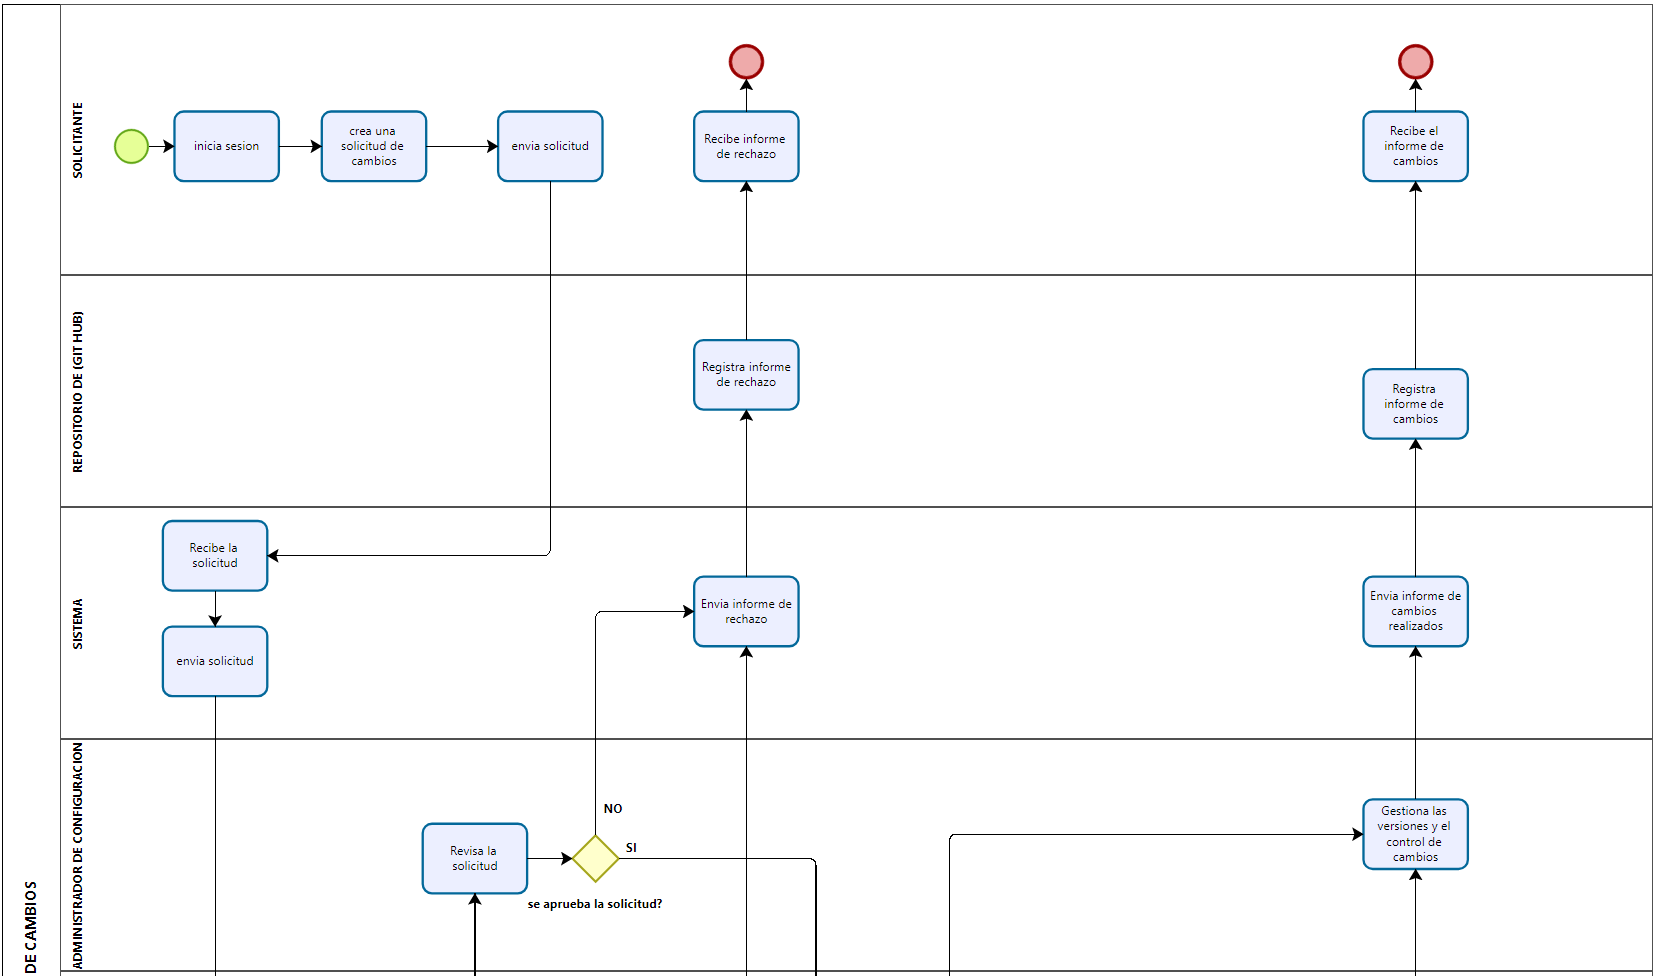 DE CAMBIOS
SOLICITANTE
inicia sesion
crea una
solicitud de
cambios
envia solicitud
Recibe informe
de rechazo
Recibe el
informe de
cambios
REPOSITORIO DE (GIT HUB)
Registra informe
de rechazo
Registra
informe de
cambios
SISTEMA
Recibe la
solicitud
envia solicitud
Envia informe de
rechazo
Envia informe de
cambios
realizados
ADMINISTRADOR DE CONFIGURACION
Revisa la
solicitud
NO
SI
se aprueba la solicitud?
Gestiona las
versiones y el
control de
cambios